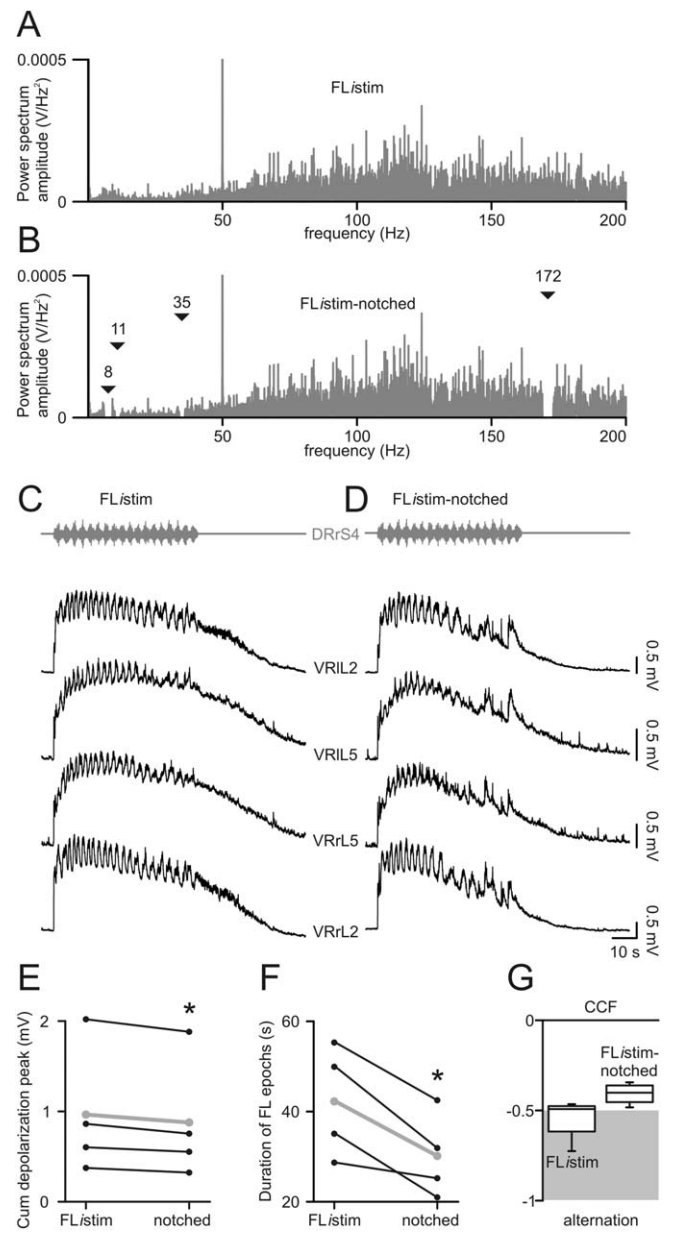 A
Power spectrum
amplitude (V/Hz²)
0.0005
0
FListim
50
100
150
200
frequency (Hz)
B
Power spectrum
amplitude (V/Hz²)
0.0005
0
8
11
35
172
FListim-notched
50
100
150
200
frequency (Hz)
C
FListim
D
FListim-notched
DRrS4
VRlL2
0.5 mV
VRlL5
0.5 mV
VRrL5
0.5 mV
VRrL2
0.5 mV
10 s
E
Cum depolarization peak (mV)
2
1
0
*
FListim
notched
F
Duration of FL epochs (s)
60
40
20
*
FListim
notched
G
CCF
0
-0.5
-1
FListim-
notched
FListim
alternation